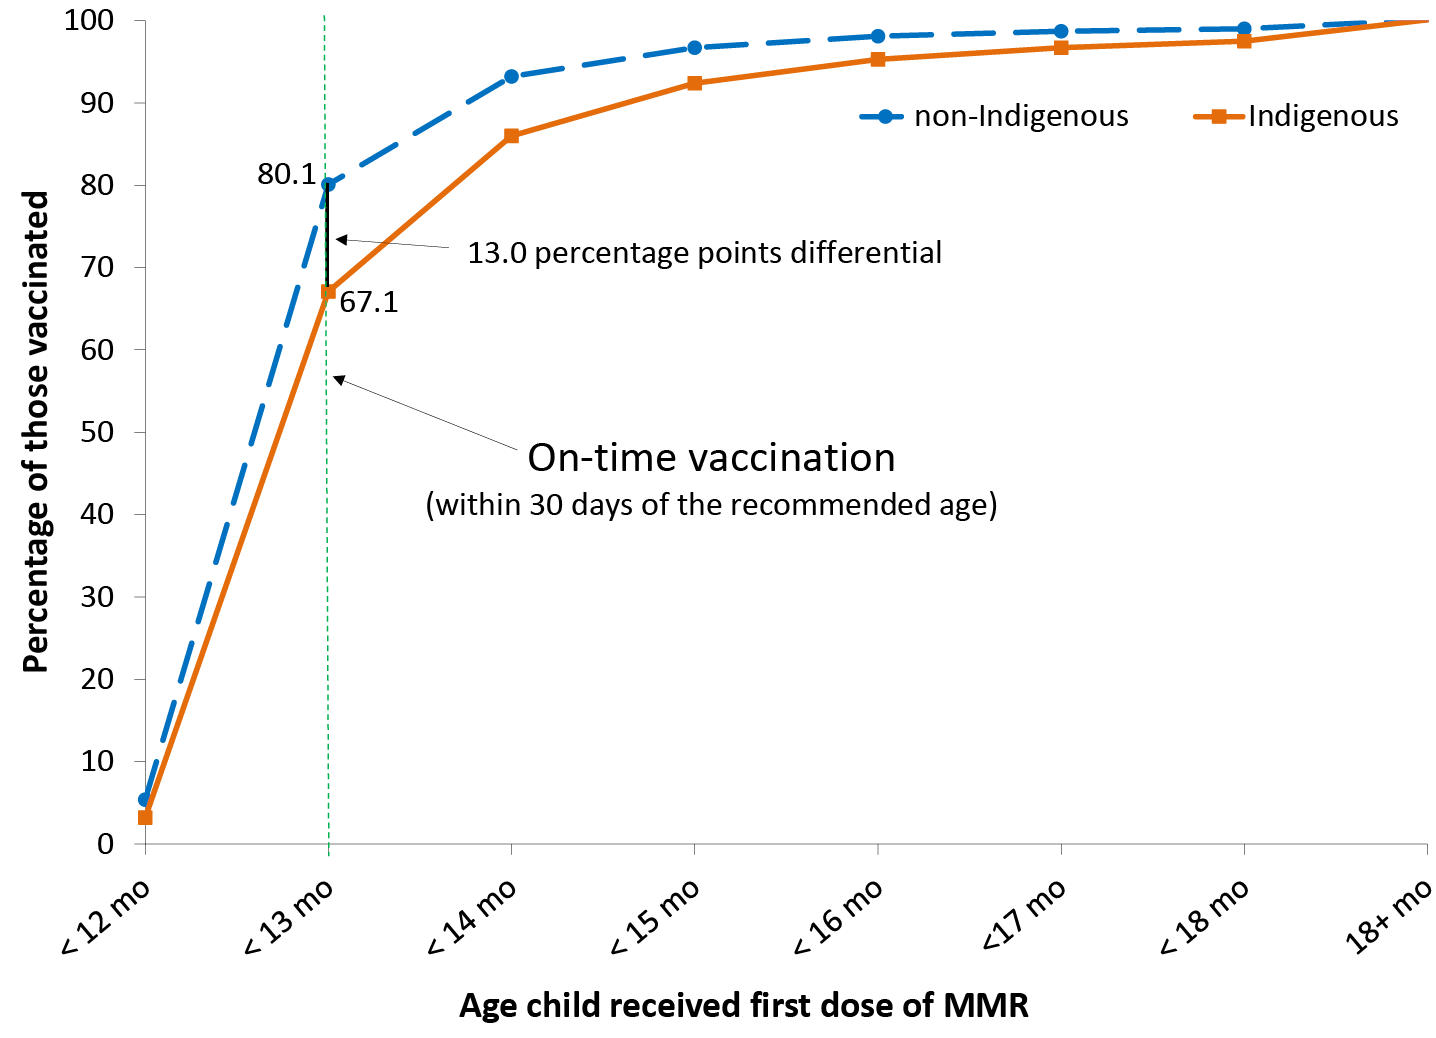 100
90
80
70
60
50
40
30
20
10
0
Percentage of those vaccinated
non-Indigenous
Indigenous
80.1
13.0 percentage points differential
67.1
On-time vaccination
(within 30 days of the recommended age)
< 12 mo
< 13 mo
< 14 mo
< 15 mo
< 16 mo
<17 mo
< 18 mo
18+ mo
Age child received first dose of MMR